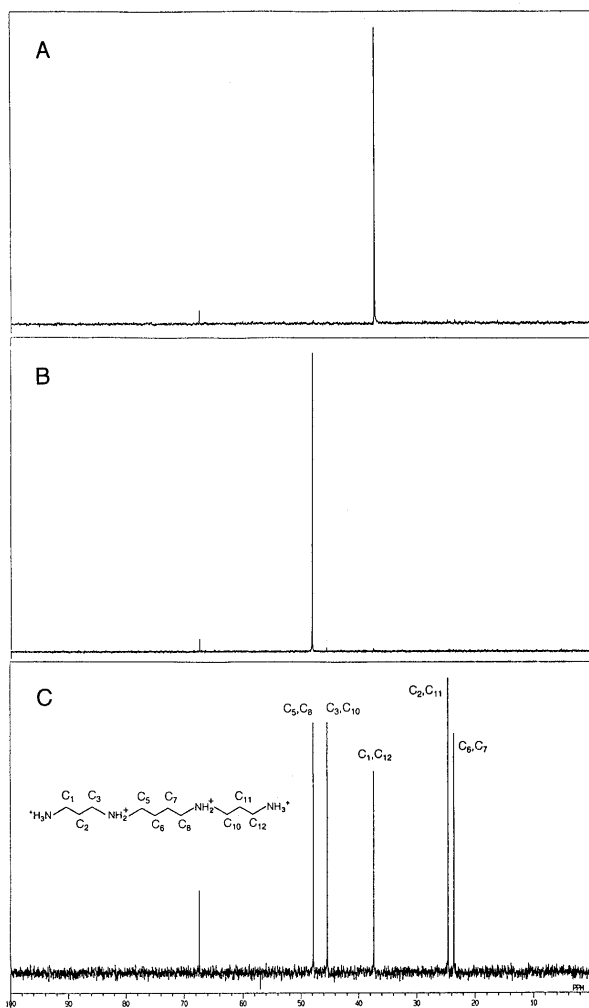 A
B
C
C₂,C₁₁
C₅,C₈
C₃,C₁₀
C₆,C₇
C₁,C₁₂
C₁ C₃ C₅ C₇ C₁₁
⁺H₃N NH₂⁺ NH₂⁺ NH₃⁺
C₂ C₆ C₈ C₁₀ C₁₂
90 80 70 60 50 40 30 20 10 PPM